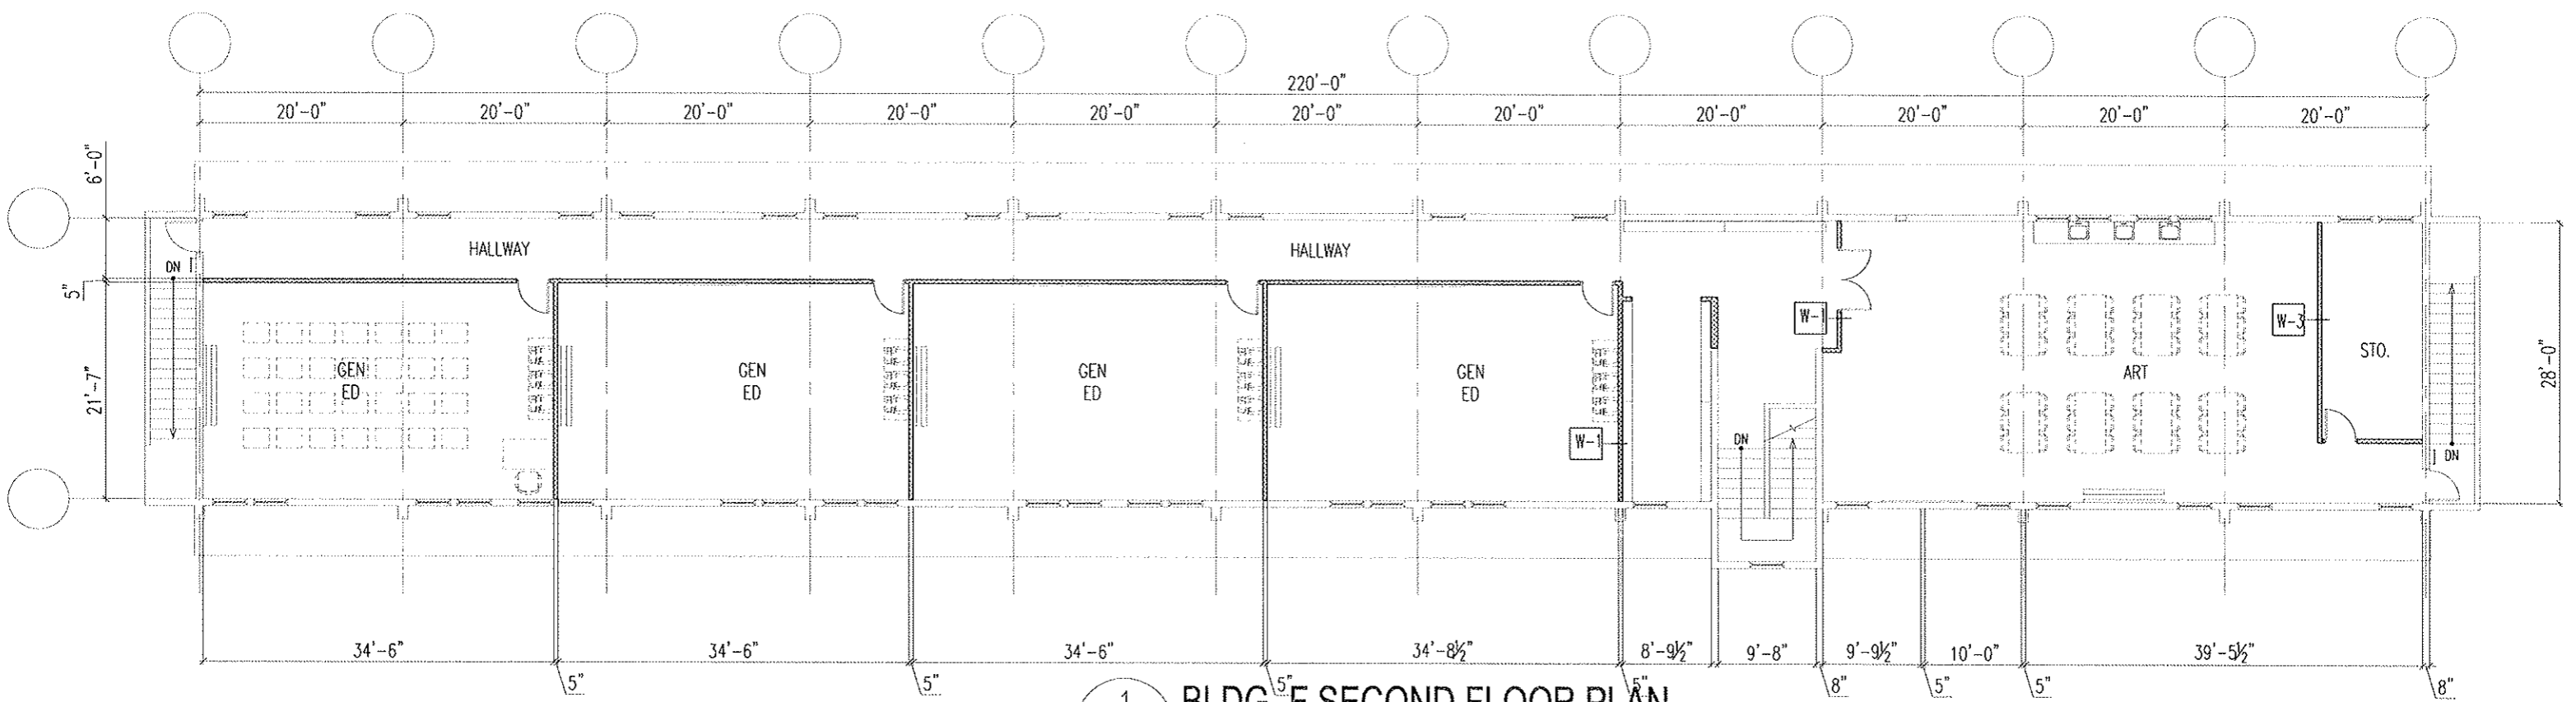 220'-0"
20'-0" 20'-0" 20'-0" 20'-0" 20'-0" 20'-0" 20'-0" 20'-0" 20'-0" 20'-0" 20'-0"
6'-0"
HALLWAY HALLWAY
DN
5"
W-1 W-3
21'-7"
28'-0"
GEN
ED
GEN
ED
GEN
ED
GEN
ED
ART
STO.
W-1
DN
DN
34'-6" 34'-6" 34'-6" 34'-8½" 8'-9½" 9'-8" 9'-9½" 10'-0" 39'-5½"
5" 5" 5" 5" 8" 5" 5" 8"
1
SECOND FLOOR PLAN